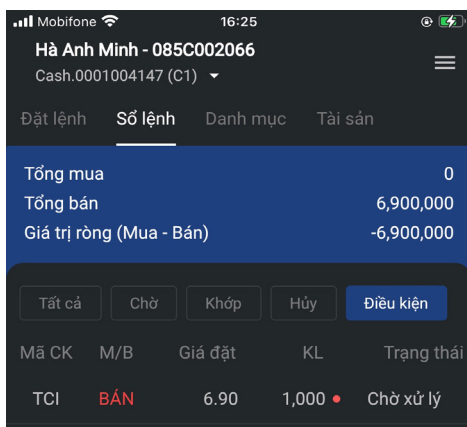 Mobifone 16:25
Hà Anh Minh - 085C002066
Cash.0001004147 (C1)
Đặt lệnh Sổ lệnh Danh mục Tài sản
Tổng mua 0
Tổng bán 6,900,000
Giá trị ròng (Mua - Bán) -6,900,000
Tất cả Chờ Khớp Hủy Điều kiện
Mã CK M/B Giá đặt KL Trạng thái
TCI BÁN 6.90 1,000 Chờ xử lý